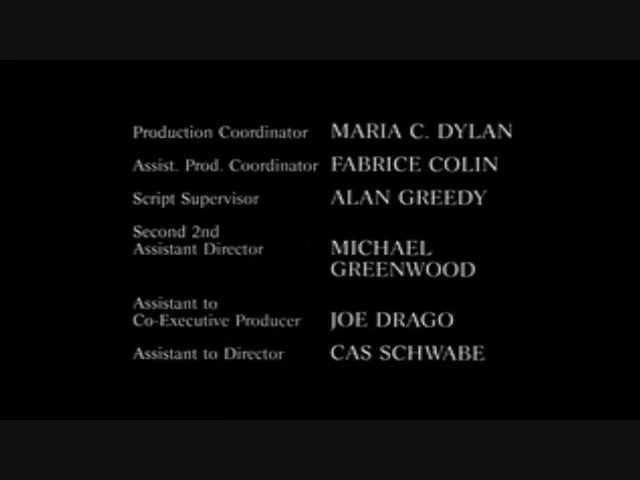 Production Coordinator MARIA C. DYLAN
Assist. Prod. Coordinator FABRICE COLIN
Script Supervisor ALAN GREEDY
Second 2nd
Assistant Director MICHAEL
GREENWOOD
Assistant to
Co-Executive Producer JOE DRAGO
Assistant to Director CAS SCHWABE